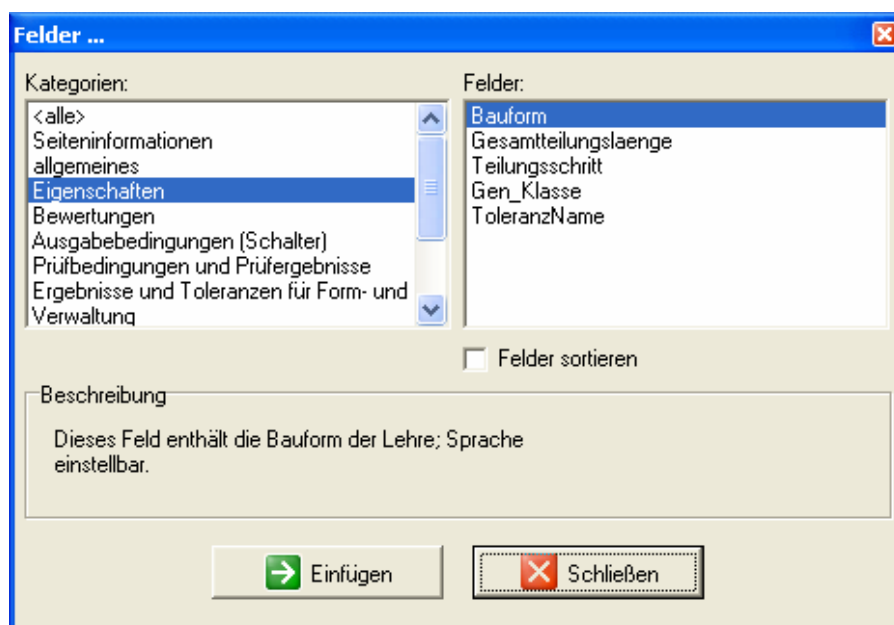 Felder ...
Kategorien:
<alle>
Seiteninformationen
allgemeines
Eigenschaften
Bewertungen
Ausgabebedingungen (Schalter)
Prüfbedingungen und Prüfergebnisse
Ergebnisse und Toleranzen für Form- und
Verwaltung
Felder:
Bauform
Gesamtteilungslaenge
Teilungsschritt
Gen_Klasse
ToleranzName
Felder sortieren
Beschreibung
Dieses Feld enthält die Bauform der Lehre; Sprache
einstellbar.
Einfügen
Schließen